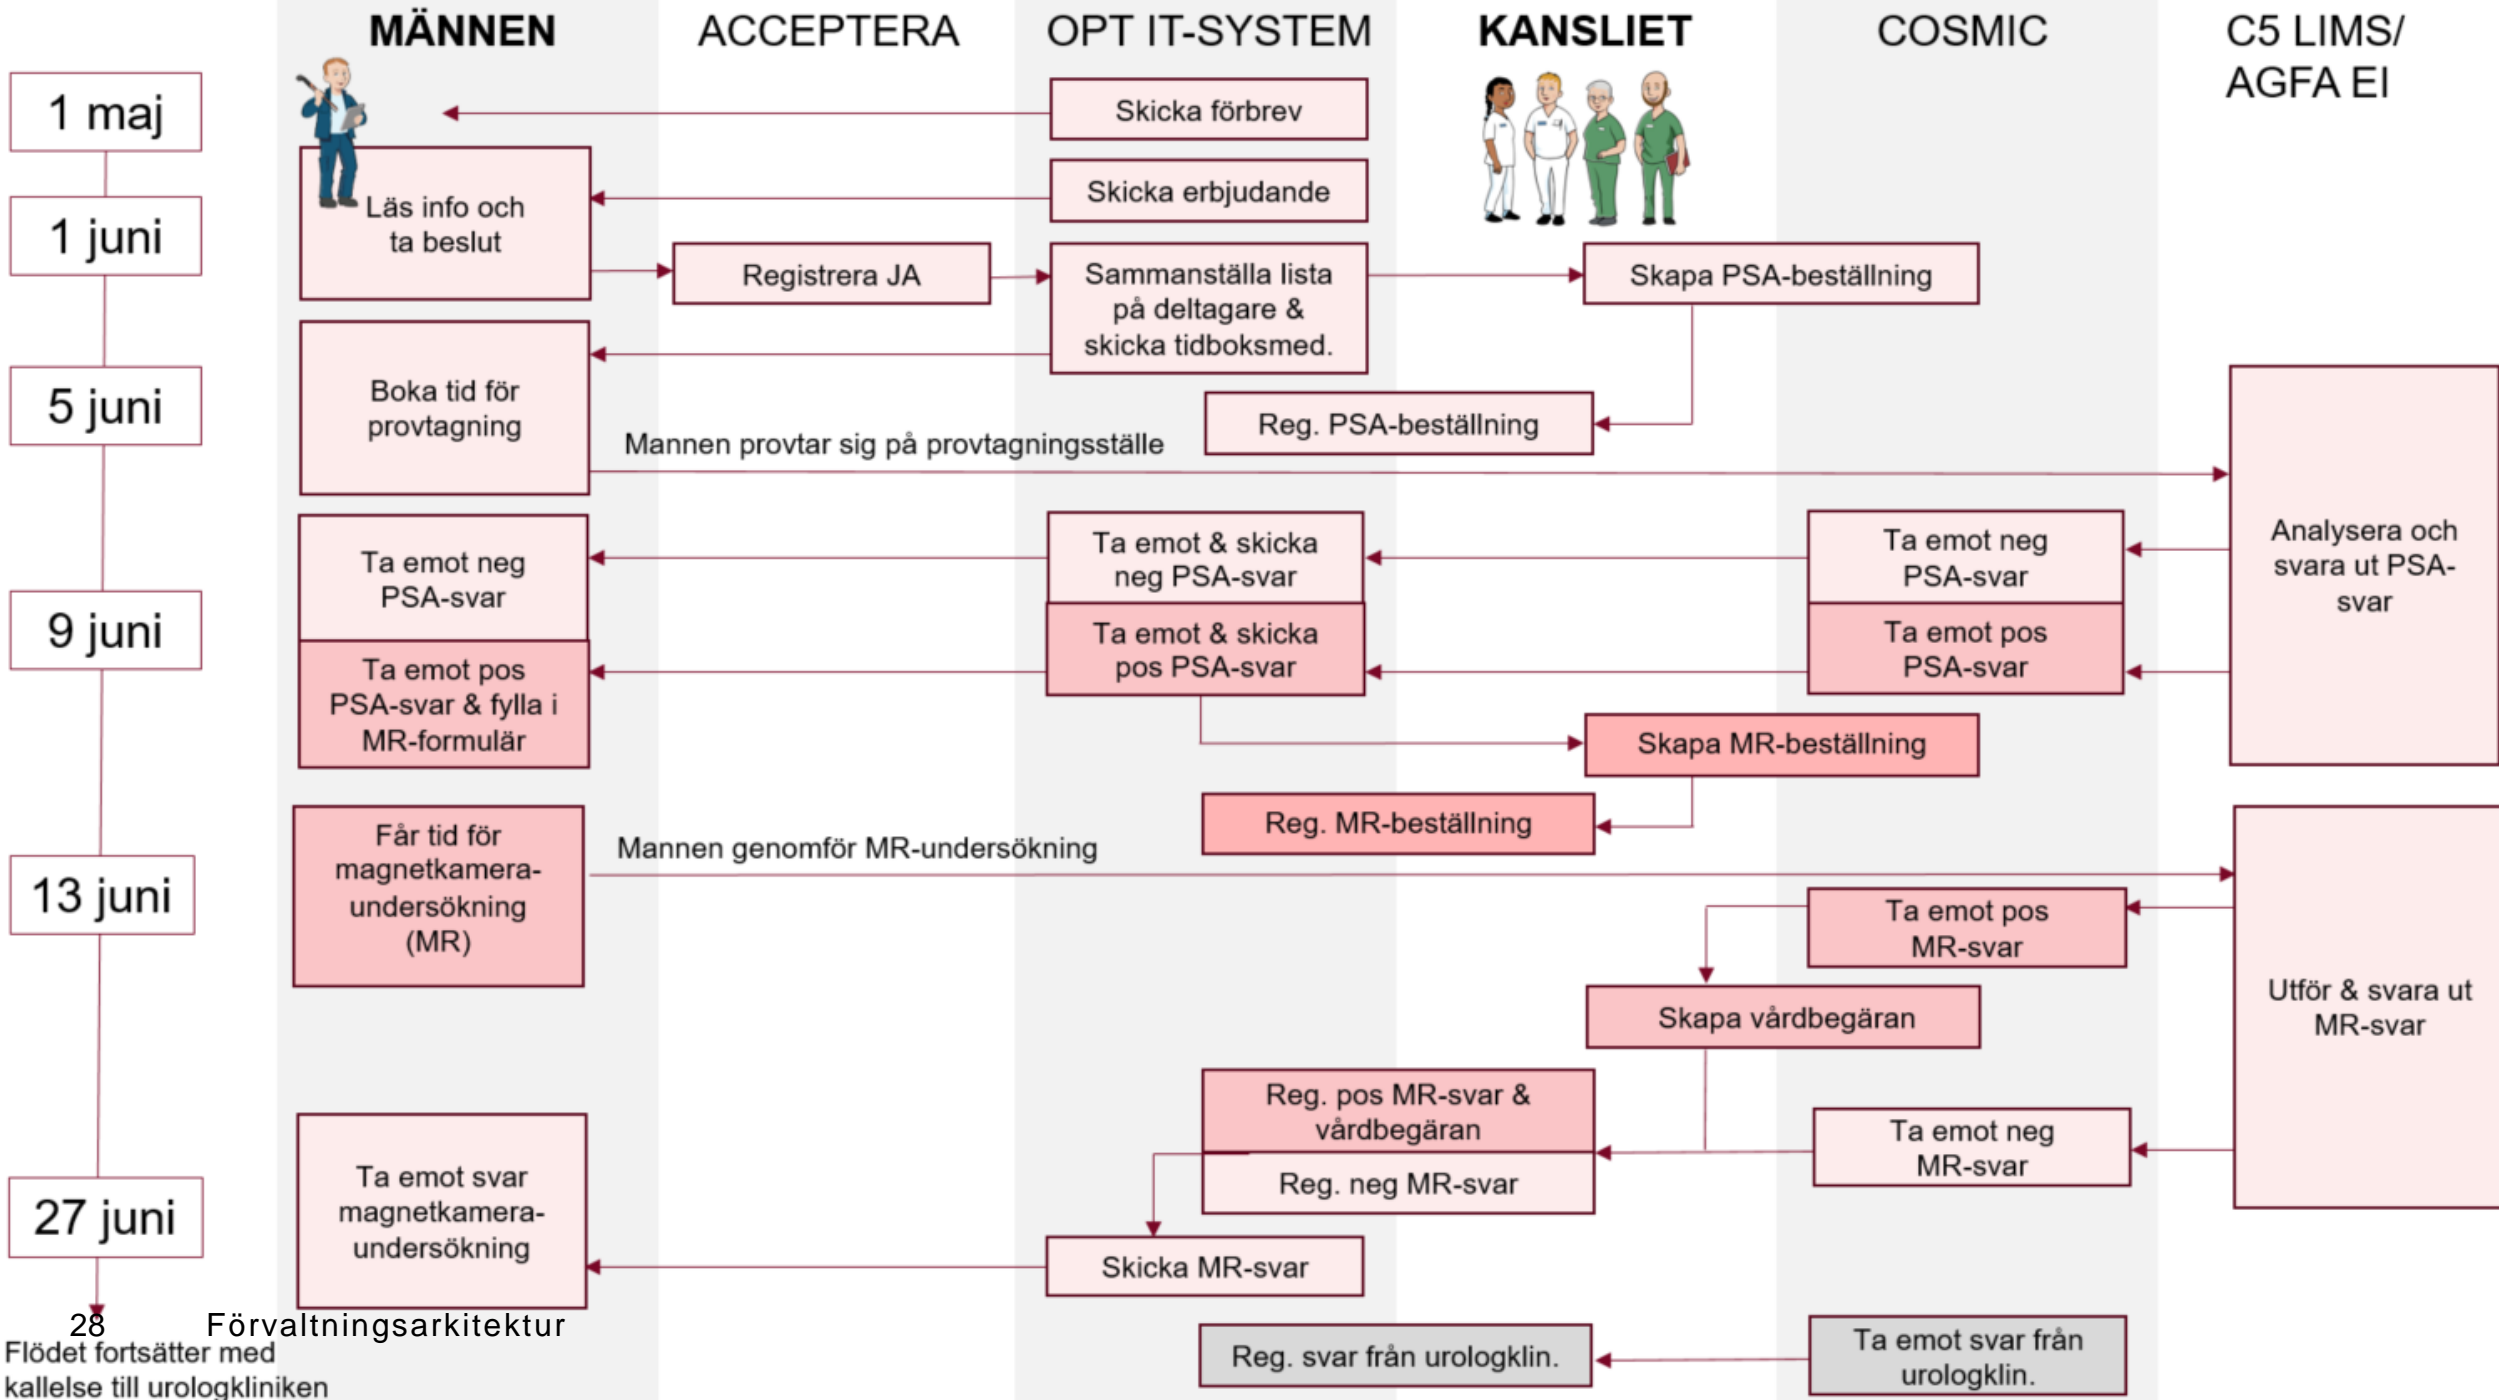 MÄNNEN
ACCEPTERA
OPT IT-SYSTEM
KANSLIET
COSMIC
C5 LIMS/
AGFA EI
1 maj
Skicka förbrev
1 juni
Läs info och
ta beslut
Skicka erbjudande
Registrera JA
Sammanställa lista
på deltagare &
skicka tidboksmed.
Skapa PSA-beställning
5 juni
Boka tid för
provtagning
Reg. PSA-beställning
Mannen provtar sig på provtagningsställe
Analysera och
svara ut PSA-
svar
9 juni
Ta emot neg
PSA-svar
Ta emot & skicka
neg PSA-svar
Ta emot neg
PSA-svar
Ta emot pos
PSA-svar & fylla i
MR-formulär
Ta emot & skicka
pos PSA-svar
Ta emot pos
PSA-svar
Skapa MR-beställning
Reg. MR-beställning
13 juni
Får tid för
magnetkamera-
undersökning
(MR)
Mannen genomför MR-undersökning
Ta emot pos
MR-svar
Utför & svara ut
MR-svar
Skapa vårdbegäran
Reg. pos MR-svar &
vårdbegäran
Reg. neg MR-svar
Ta emot neg
MR-svar
27 juni
Ta emot svar
magnetkamera-
undersökning
Skicka MR-svar
28 Förvaltningsarkitektur
Flödet fortsätter med
kallelse till urologkliniken
Reg. svar från urologklin.
Ta emot svar från
urologklin.